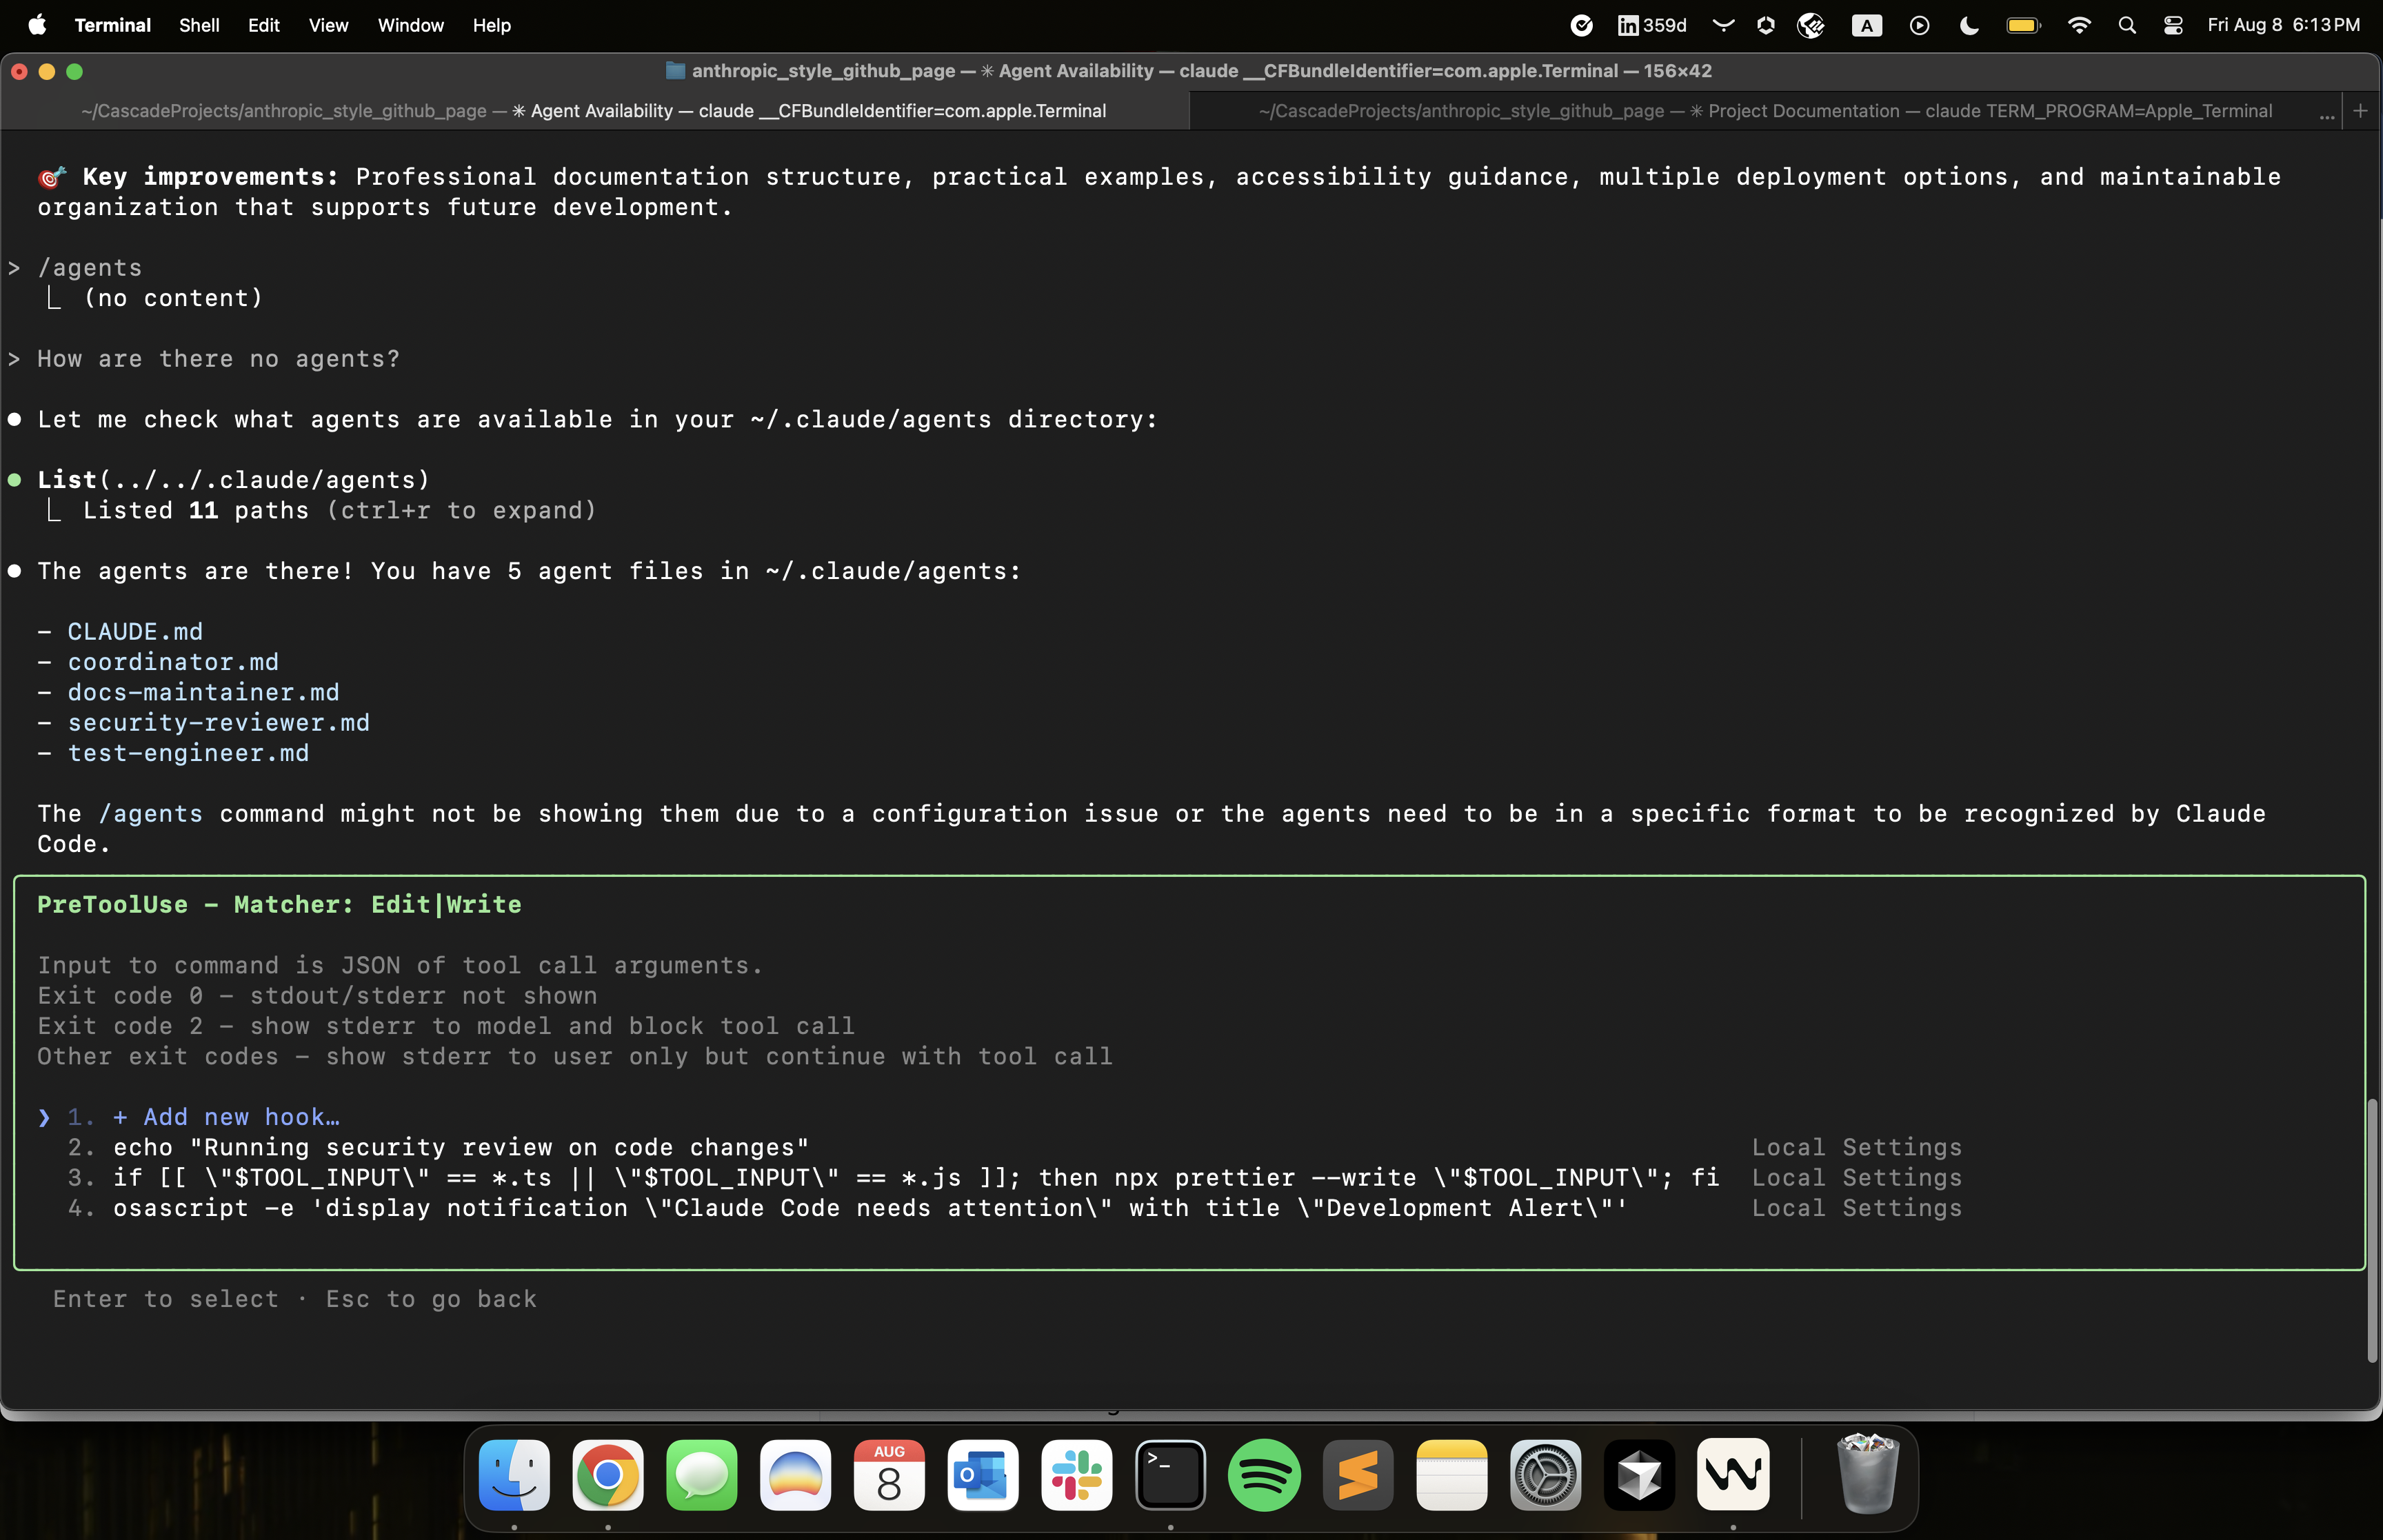 Terminal Shell Edit View Window Help 359d A Fri Aug 8 6:13 PM
anthropic_style_github_page — ✳ Agent Availability — claude __CFBundleIdentifier=com.apple.Terminal — 156×42
~/CascadeProjects/anthropic_style_github_page — ✳ Agent Availability — claude __CFBundleIdentifier=com.apple.Terminal
~/CascadeProjects/anthropic_style_github_page — ✳ Project Documentation — claude TERM_PROGRAM=Apple_Terminal ... +
🎯 Key improvements: Professional documentation structure, practical examples, accessibility guidance, multiple deployment options, and maintainable
organization that supports future development.
> /agents
⎿ (no content)
> How are there no agents?
● Let me check what agents are available in your ~/.claude/agents directory:
● List(../../.claude/agents)
⎿ Listed 11 paths (ctrl+r to expand)
● The agents are there! You have 5 agent files in ~/.claude/agents:
- CLAUDE.md
- coordinator.md
- docs-maintainer.md
- security-reviewer.md
- test-engineer.md
The /agents command might not be showing them due to a configuration issue or the agents need to be in a specific format to be recognized by Claude
Code.
PreToolUse - Matcher: Edit|Write
Input to command is JSON of tool call arguments.
Exit code 0 - stdout/stderr not shown
Exit code 2 - show stderr to model and block tool call
Other exit codes - show stderr to user only but continue with tool call
❯ 1. + Add new hook…
2. echo "Running security review on code changes" Local Settings
3. if [[ \"$TOOL_INPUT\" == *.ts || \"$TOOL_INPUT\" == *.js ]]; then npx prettier --write \"$TOOL_INPUT\"; fi Local Settings
4. osascript -e 'display notification \"Claude Code needs attention\" with title \"Development Alert\"' Local Settings
Enter to select · Esc to go back
AUG
8